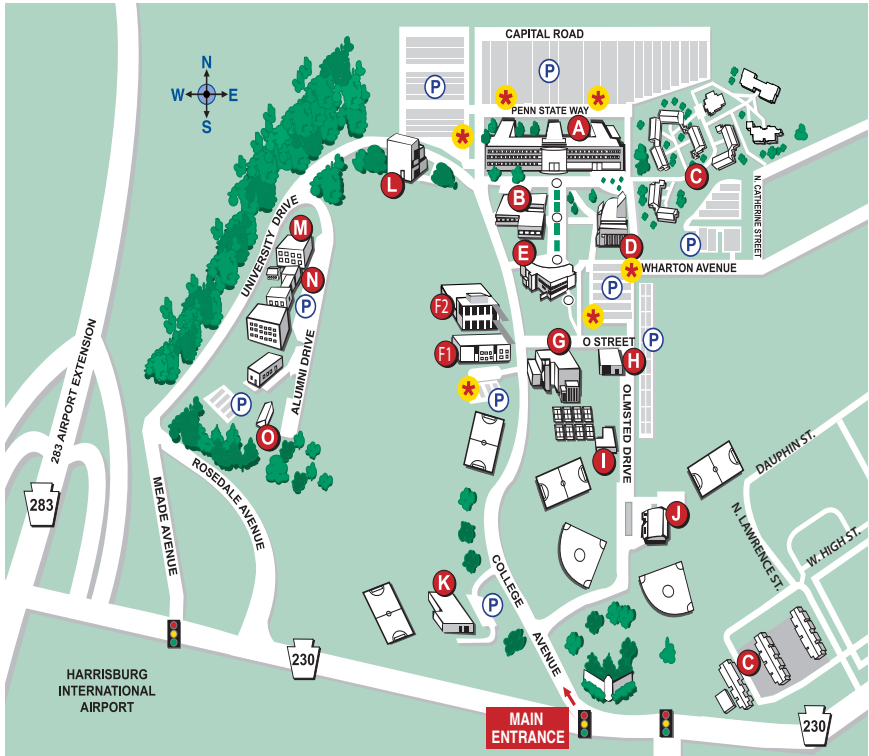 CAPITAL ROAD
P
P
N
W
E
S
*
*
PENN STATE WAY
*
A
L
C
B
N. CATHERINE STREET
UNIVERSITY DRIVE
M
D
P
E
*
WHARTON AVENUE
N
P
P
F2
*
O STREET
P
G
F1
H
283 AIRPORT EXTENSION
ALUMNI DRIVE
*
P
OLMSTED DRIVE
P
O
I
DAUPHIN ST.
ROSEDALE AVENUE
283
MEADE AVENUE
J
N. LAWRENCE ST.
W. HIGH ST.
K
P
COLLEGE
AVENUE
230
C
HARRISBURG
INTERNATIONAL
AIRPORT
MAIN
ENTRANCE
230